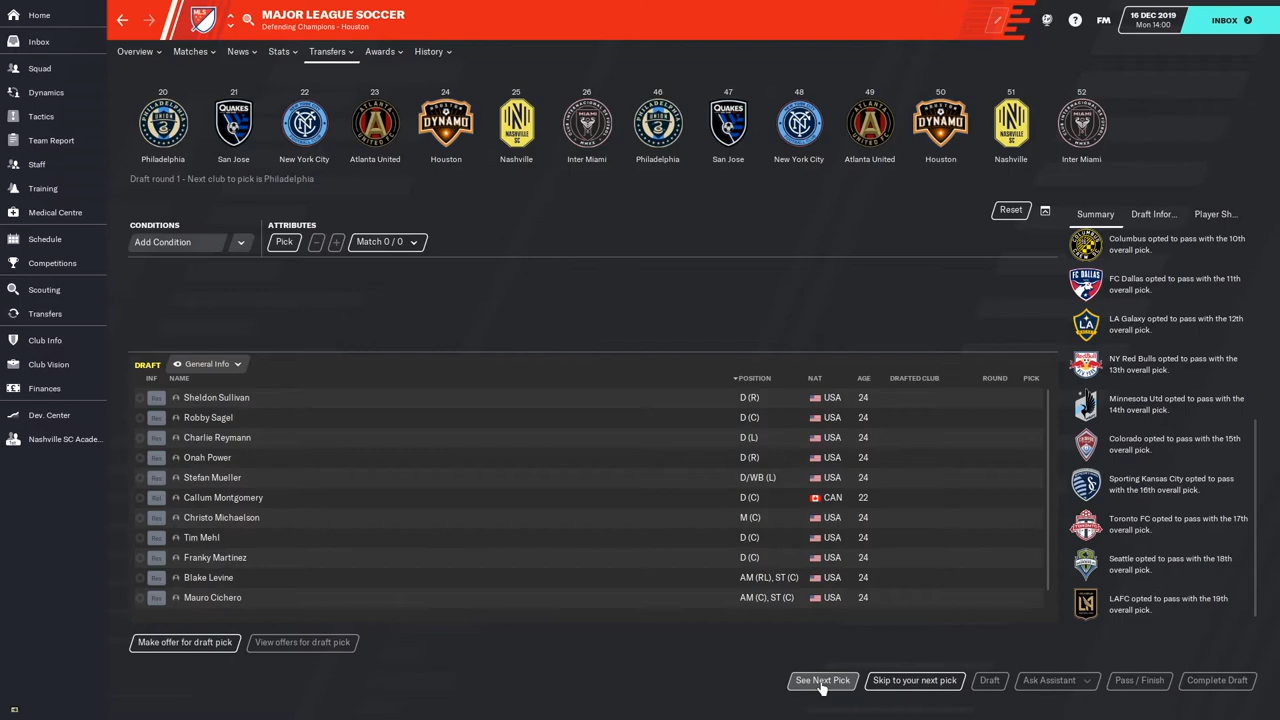 Home
MAJOR LEAGUE SOCCER
Defending Champions - Houston
16 DEC 2019
Mon 14:00
INBOX
FM
Inbox
Squad
Dynamics
Tactics
Team Report
Staff
Training
Medical Centre
Schedule
Competitions
Scouting
Transfers
Club Info
Club Vision
Finances
Dev. Center
Nashville SC Acade...
Overview Matches News Stats Transfers Awards History
20 21 22 23 24 25 26 46 47 48 49 50 51 52
Philadelphia San Jose New York City Atlanta United Houston Nashville Inter Miami Philadelphia San Jose New York City Atlanta United Houston Nashville Inter Miami
Draft round 1 - Next club to pick is Philadelphia
CONDITIONS ATTRIBUTES
Add Condition Pick Match 0 / 0
Reset
DRAFT General Info
INF NAME POSITION NAT AGE DRAFTED CLUB ROUND PICK
Res Sheldon Sullivan D (R) USA 24
Res Robby Sagel D (C) USA 24
Res Charlie Reymann D (L) USA 24
Res Onah Power D (R) USA 24
Res Stefan Mueller D/WB (L) USA 24
Rel Callum Montgomery D (C) CAN 22
Res Christo Michaelson M (C) USA 24
Res Tim Mehl D (C) USA 24
Res Franky Martinez D (C) USA 24
Res Blake Levine AM (RL), ST (C) USA 24
Res Mauro Cichero AM (C), ST (C) USA 24
Make offer for draft pick View offers for draft pick
Summary Draft Infor... Player Sh...
Columbus opted to pass with the 10th
overall pick.
FC Dallas opted to pass with the 11th
overall pick.
LA Galaxy opted to pass with the 12th
overall pick.
NY Red Bulls opted to pass with the
13th overall pick.
Minnesota Utd opted to pass with the
14th overall pick.
Colorado opted to pass with the 15th
overall pick.
Sporting Kansas City opted to pass
with the 16th overall pick.
Toronto FC opted to pass with the 17th
overall pick.
Seattle opted to pass with the 18th
overall pick.
LAFC opted to pass with the 19th
overall pick.
See Next Pick Skip to your next pick Draft Ask Assistant Pass / Finish Complete Draft